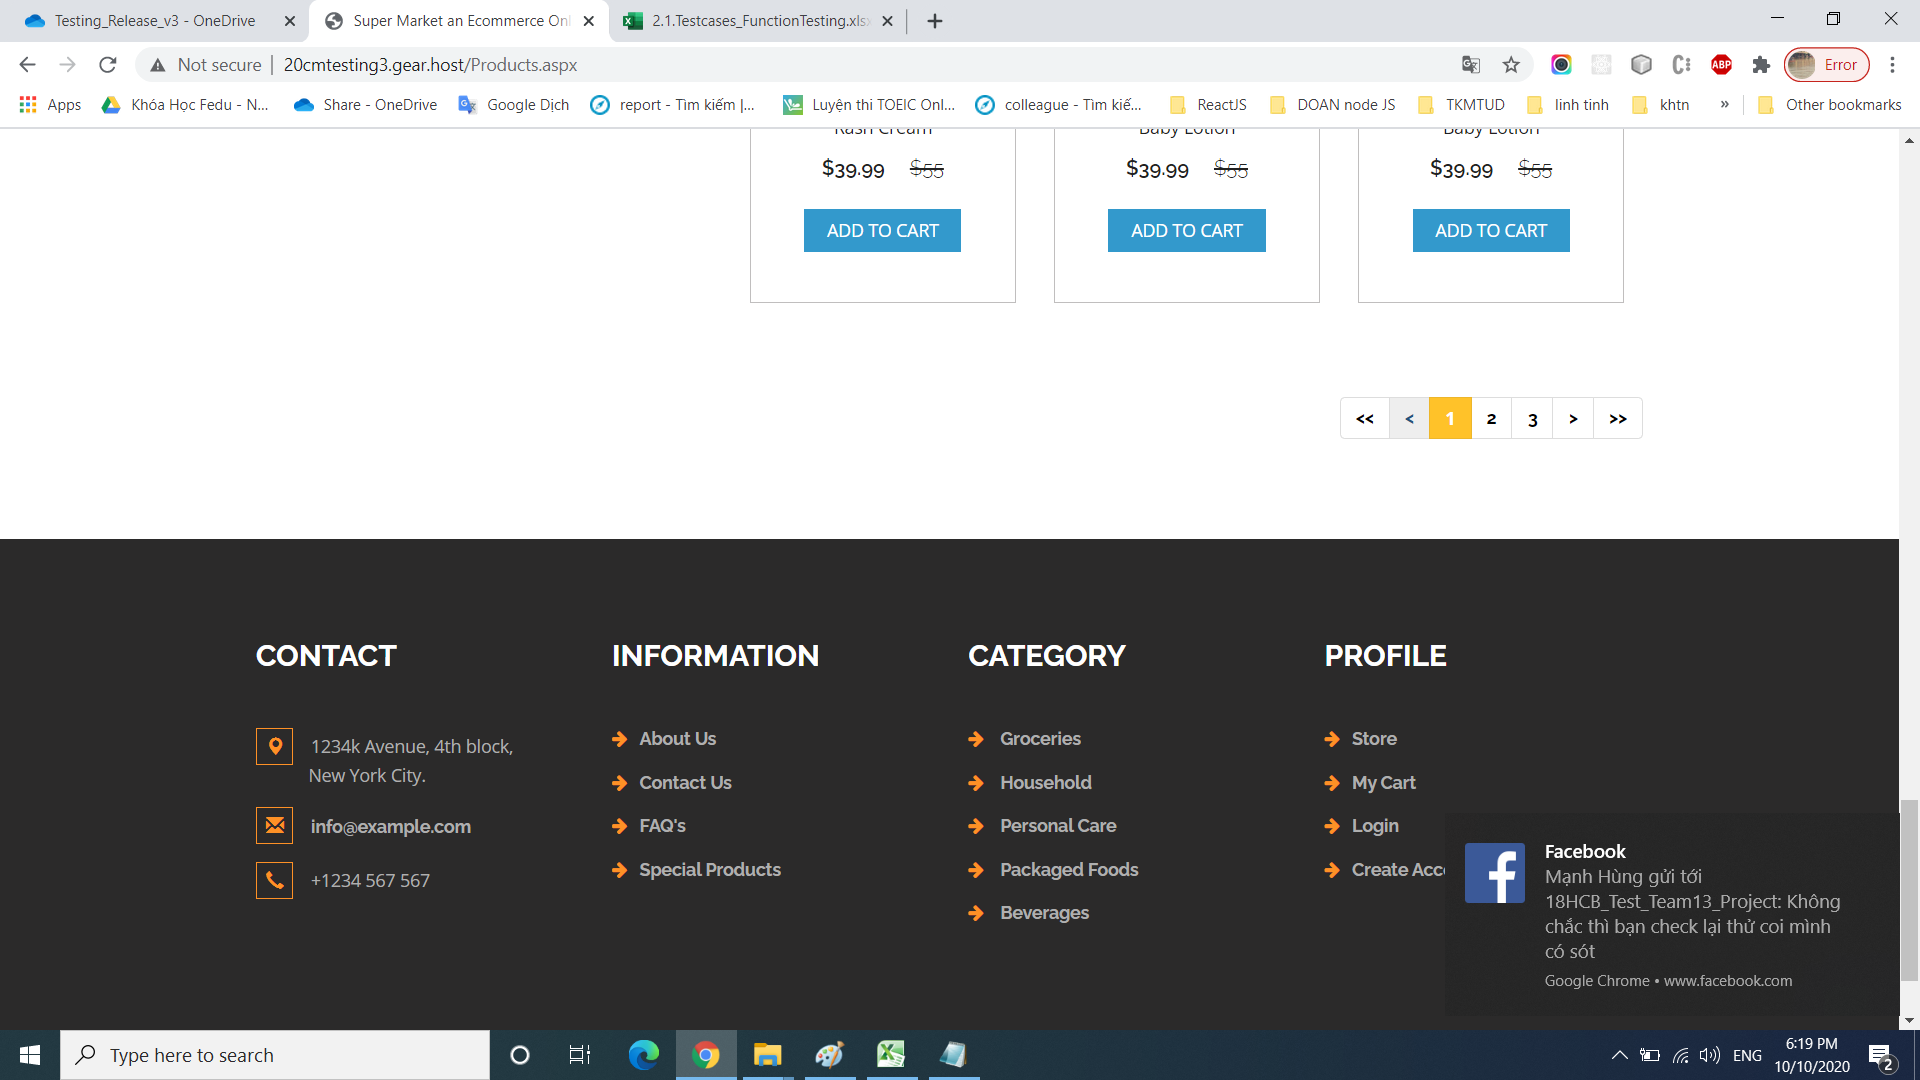 Testing_Release_v3 - OneDrive
Super Market an Ecommerce Onl
2.1.Testcases_FunctionTesting.xlsx
Not secure | 20cmtesting3.gear.host/Products.aspx
Error
Apps
Khóa Học Fedu - N...
Share - OneDrive
Google Dịch
report - Tìm kiếm |...
Luyện thi TOEIC Onl...
colleague - Tìm kiế...
ReactJS
DOAN node JS
TKMTUD
linh tinh
khtn
»
Other bookmarks
Rash Cream
Baby Lotion
Baby Lotion
$39.99 $55
$39.99 $55
$39.99 $55
ADD TO CART
ADD TO CART
ADD TO CART
<< < 1 2 3 > >>
CONTACT
1234k Avenue, 4th block,
New York City.
info@example.com
+1234 567 567
INFORMATION
About Us
Contact Us
FAQ's
Special Products
CATEGORY
Groceries
Household
Personal Care
Packaged Foods
Beverages
PROFILE
Store
My Cart
Login
Create Acc
Facebook
Mạnh Hùng gửi tới
18HCB_Test_Team13_Project: Không
chắc thì bạn check lại thử coi mình
có sót
Google Chrome • www.facebook.com
Type here to search
ENG
6:19 PM
10/10/2020
2